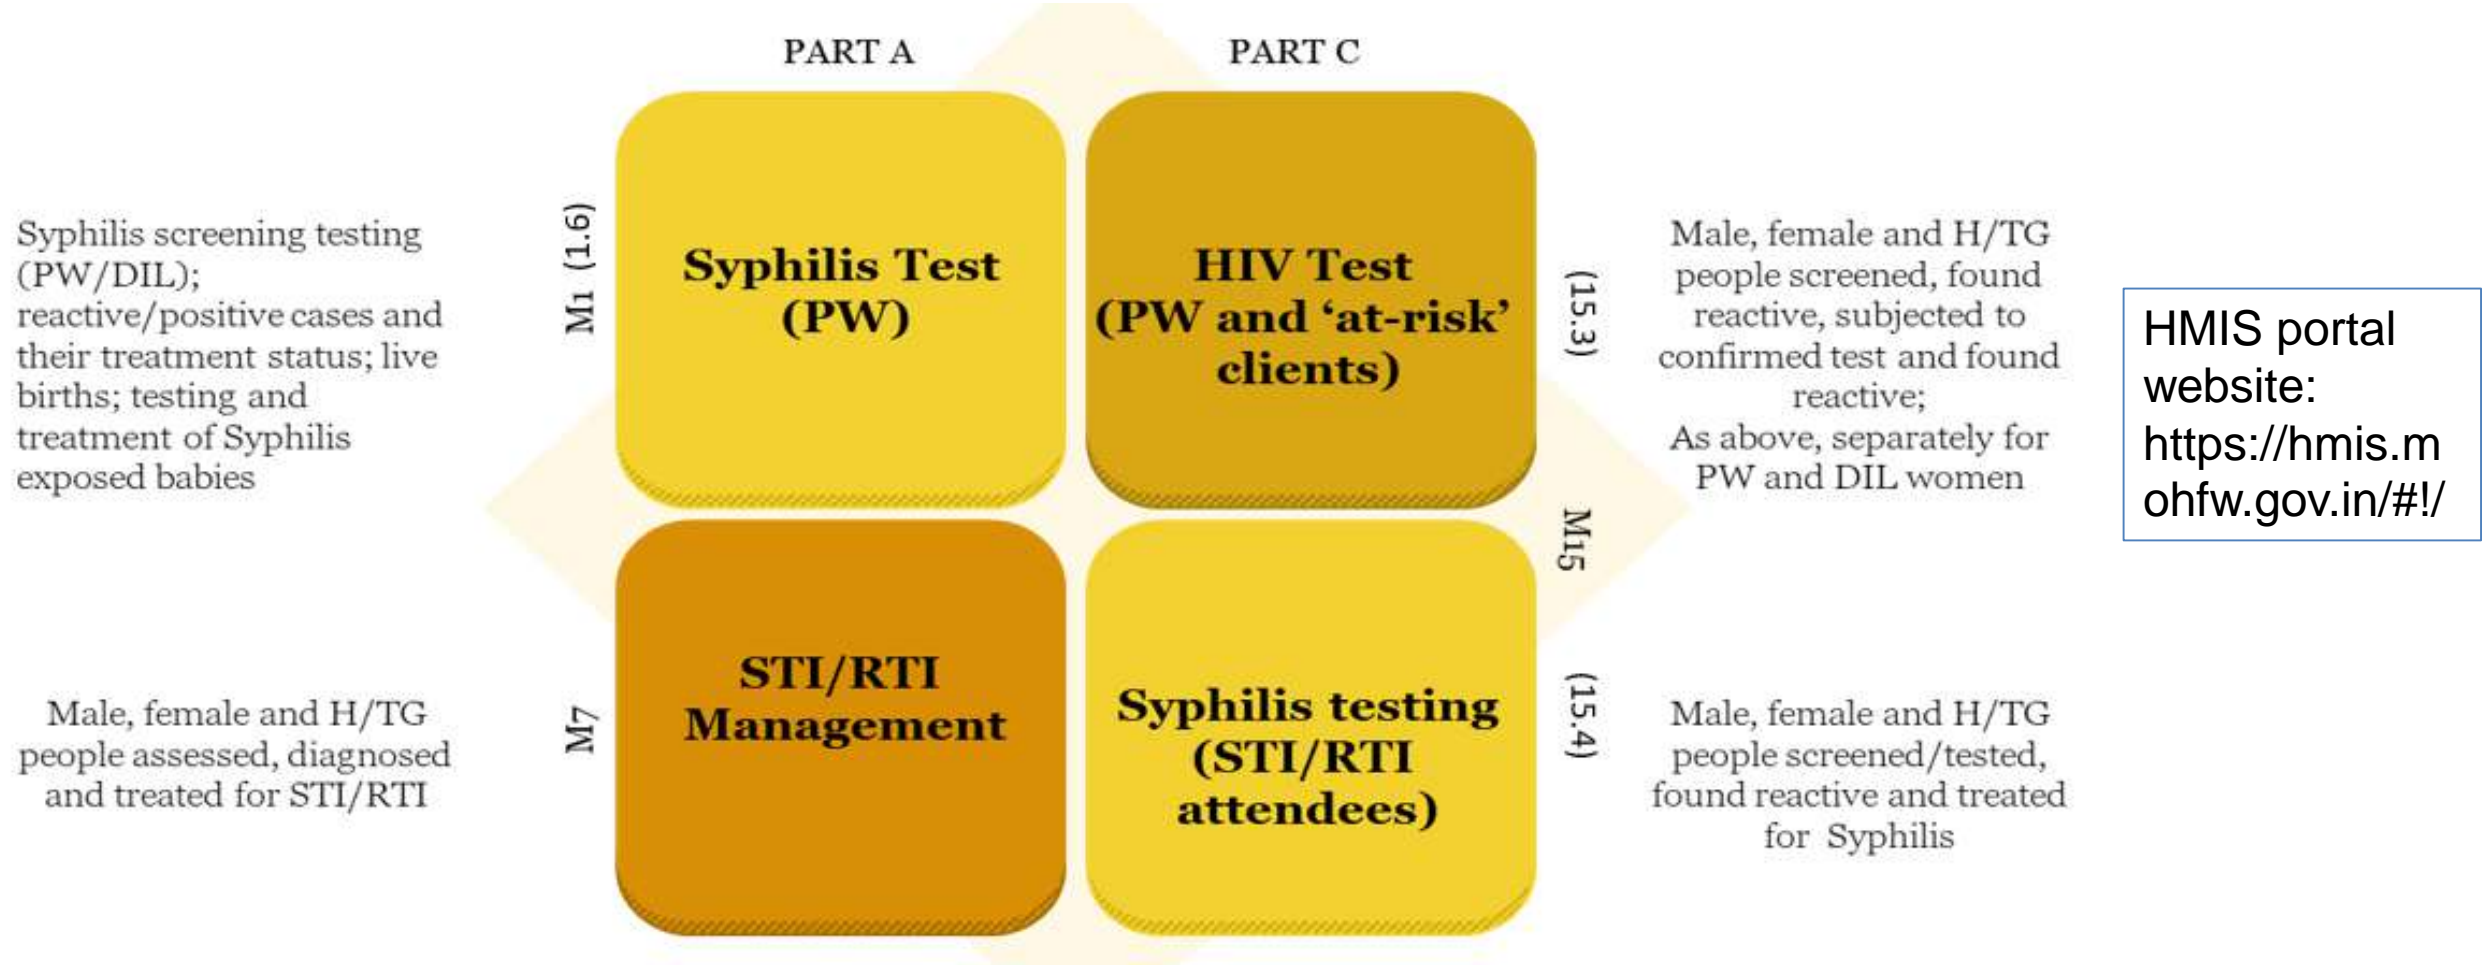 PART A
PART C
Syphilis screening testing
(PW/DIL);
reactive/positive cases and
their treatment status; live
births; testing and
treatment of Syphilis
exposed babies
M1 (1.6)
Syphilis Test
(PW)
HIV Test
(PW and ‘at-risk’
clients)
(15.3)
Male, female and H/TG
people screened, found
reactive, subjected to
confirmed test and found
reactive;
As above, separately for
PW and DIL women
HMIS portal
website:
https://hmis.m
ohfw.gov.in/#!/
M15
Male, female and H/TG
people assessed, diagnosed
and treated for STI/RTI
M7
STI/RTI
Management
Syphilis testing
(STI/RTI
attendees)
(15.4)
Male, female and H/TG
people screened/tested,
found reactive and treated
for Syphilis